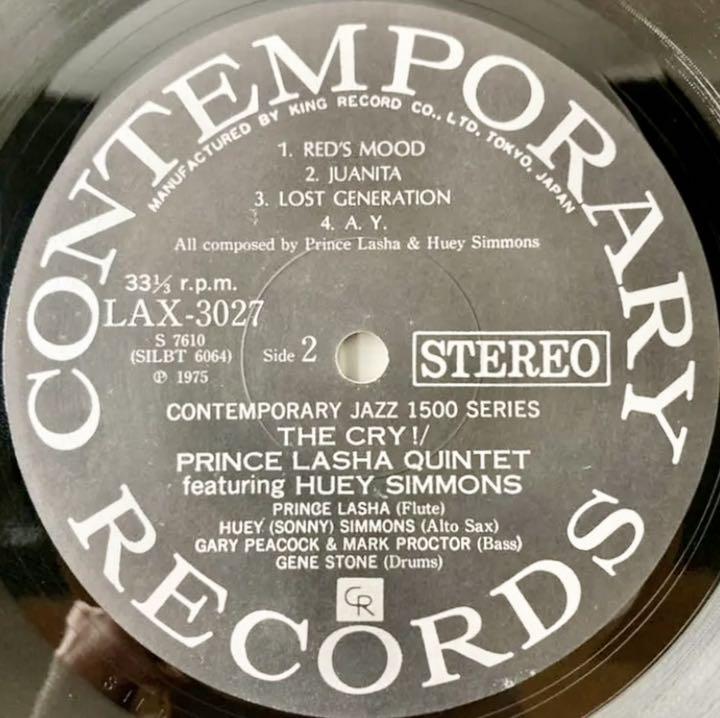 CONTEMPORARY
MANUFACTURED BY KING RECORD CO., LTD. TOKYO, JAPAN
1. RED'S MOOD
2. JUANITA
3. LOST GENERATION
4. A. Y.
All composed by Prince Lasha & Huey Simmons
33⅓ r.p.m.
LAX-3027
S 7610
(SILBT 6064)
℗ 1975
Side 2
STEREO
CONTEMPORARY JAZZ 1500 SERIES
THE CRY!/
PRINCE LASHA QUINTET
featuring HUEY SIMMONS
PRINCE LASHA (Flute)
HUEY (SONNY) SIMMONS (Alto Sax)
GARY PEACOCK & MARK PROCTOR (Bass)
GENE STONE (Drums)
CR
RECORDS